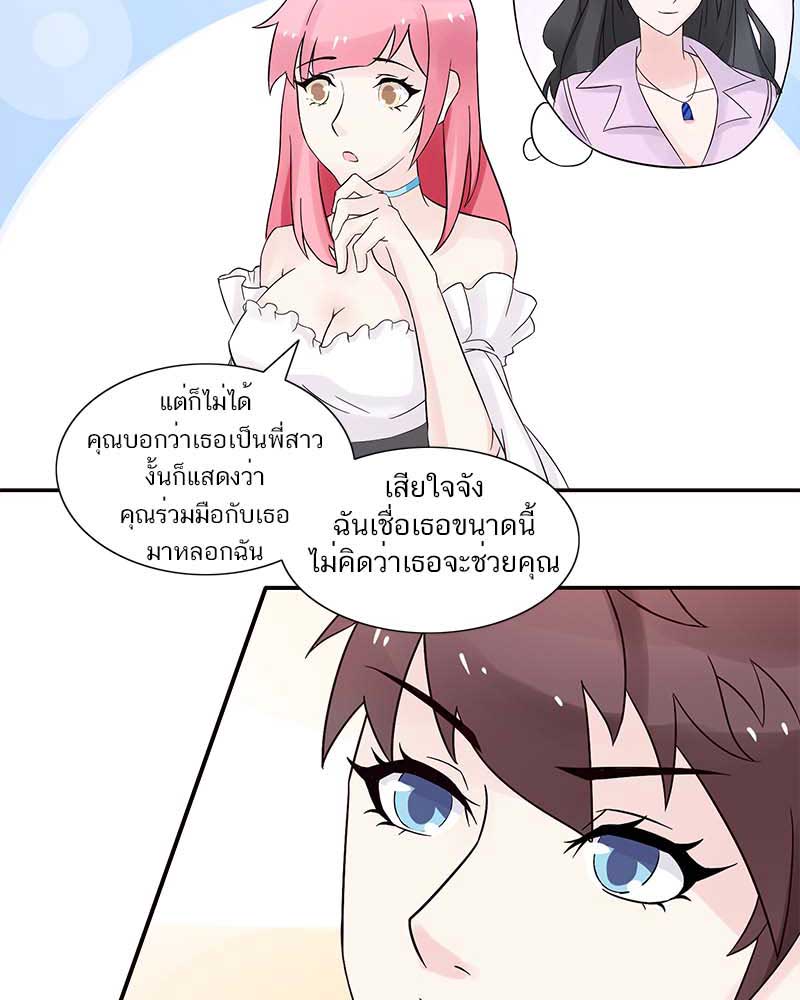 แต่ก็ไม่ได้
คุณบอกว่าเธอเป็นพี่สาว
งั้นก็แสดงว่า
คุณร่วมมือกับเธอ
มาหลอกฉัน
เสียใจจัง
ฉันเชื่อเธอขนาดนี้
ไม่คิดว่าเธอจะช่วยคุณ